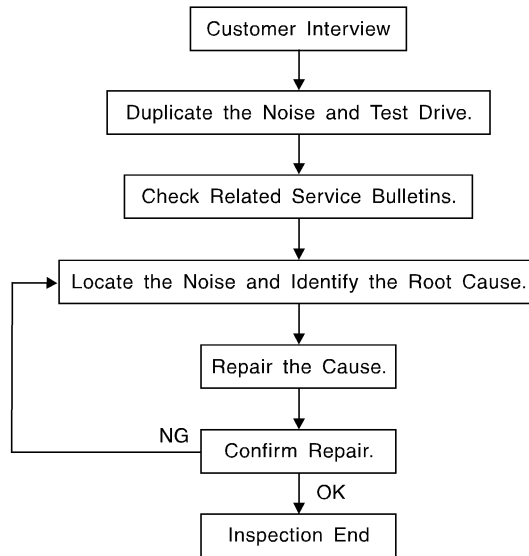 Customer Interview
Duplicate the Noise and Test Drive.
Check Related Service Bulletins.
Locate the Noise and Identify the Root Cause.
Repair the Cause.
NG
Confirm Repair.
OK
Inspection End